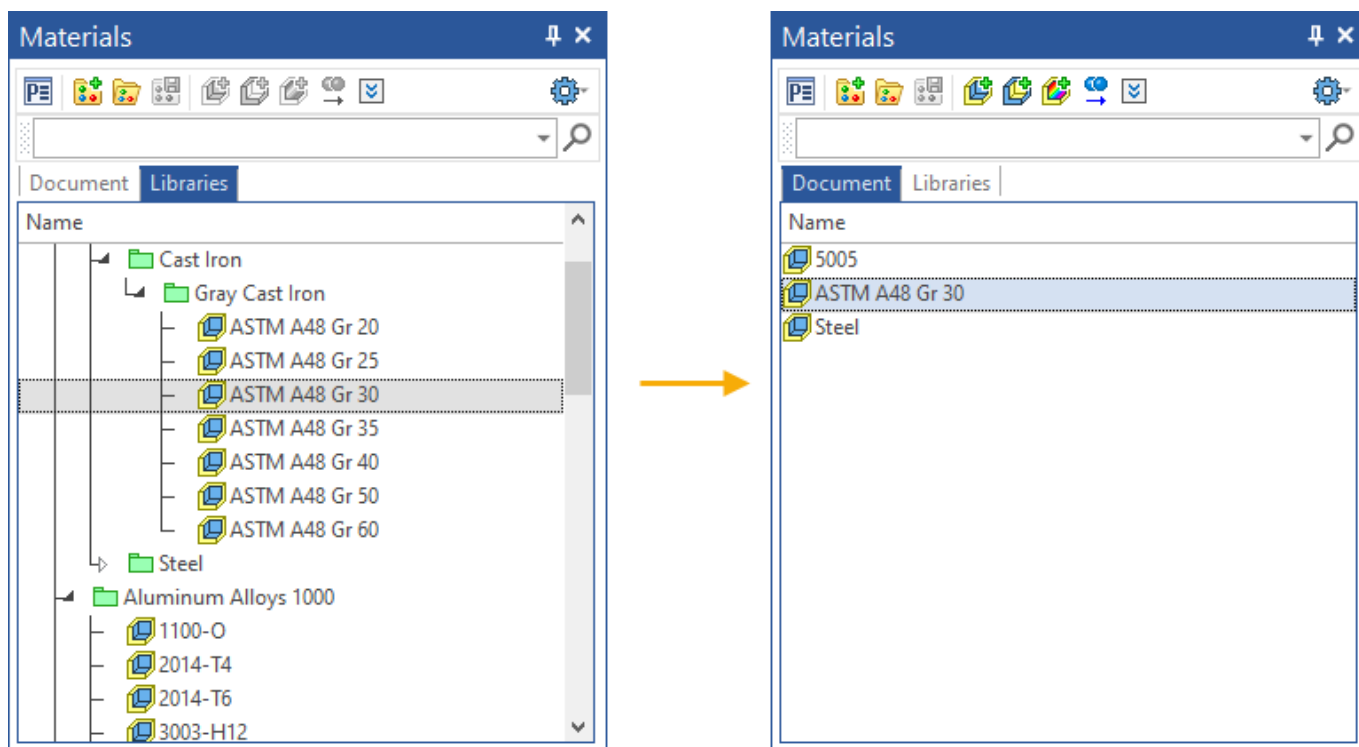 Materials
Document Libraries
Name
Cast Iron
Gray Cast Iron
ASTM A48 Gr 20
ASTM A48 Gr 25
ASTM A48 Gr 30
ASTM A48 Gr 35
ASTM A48 Gr 40
ASTM A48 Gr 50
ASTM A48 Gr 60
Steel
Aluminum Alloys 1000
1100-O
2014-T4
2014-T6
3003-H12
Materials
Document Libraries
Name
5005
ASTM A48 Gr 30
Steel